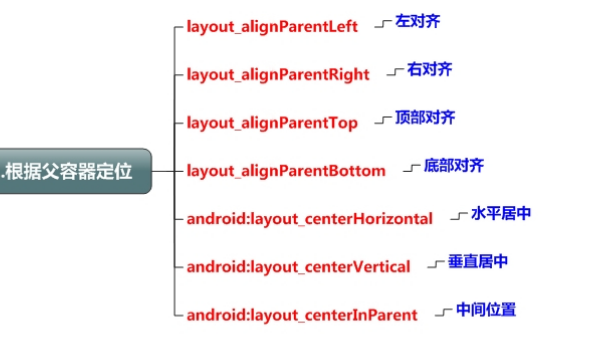 .根据父容器定位
layout_alignParentLeft 左对齐
layout_alignParentRight 右对齐
layout_alignParentTop 顶部对齐
layout_alignParentBottom 底部对齐
android:layout_centerHorizontal 水平居中
android:layout_centerVertical 垂直居中
android:layout_centerInParent 中间位置